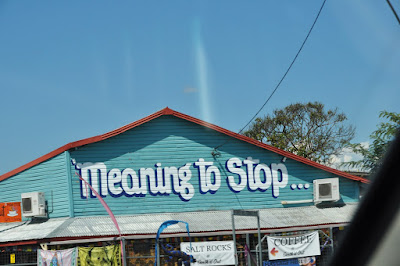 "Meaning to Stop...
SALT ROCKS
COFFEE